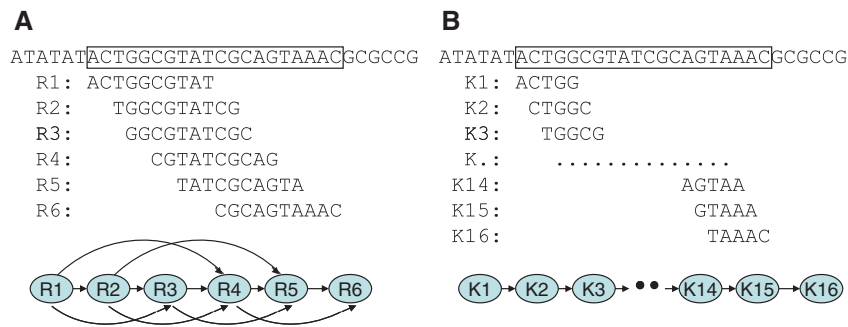 A
ATATATACTGGCGTATCGCAGTAAACGCGCCG
R1: ACTGGCGTAT
R2: TGGCGTATCG
R3: GGCGTATCGC
R4: CGTATCGCAG
R5: TATCGCAGTA
R6: CGCAGTAAAC
R1 R2 R3 R4 R5 R6
B
ATATATACTGGCGTATCGCAGTAAACGCGCCG
K1: ACTGG
K2: CTGGC
K3: TGGCG
K.: ..............
K14: AGTAA
K15: GTAAA
K16: TAAAC
K1 K2 K3 •• K14 K15 K16